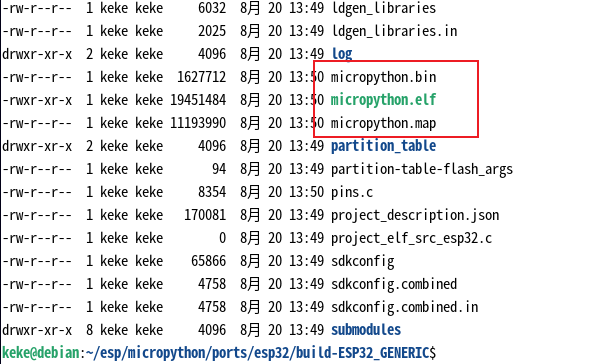 -rw-r--r--  1 keke keke     6032  8月 20 13:49 ldgen_libraries
-rw-r--r--  1 keke keke     2025  8月 20 13:49 ldgen_libraries.in
drwxr-xr-x  2 keke keke     4096  8月 20 13:49 log
-rw-r--r--  1 keke keke  1627712  8月 20 13:50 micropython.bin
-rwxr-xr-x  1 keke keke 19451484  8月 20 13:50 micropython.elf
-rw-r--r--  1 keke keke 11193990  8月 20 13:50 micropython.map
drwxr-xr-x  2 keke keke     4096  8月 20 13:49 partition_table
-rw-r--r--  1 keke keke       94  8月 20 13:49 partition-table-flash_args
-rw-r--r--  1 keke keke     8354  8月 20 13:50 pins.c
-rw-r--r--  1 keke keke   170081  8月 20 13:49 project_description.json
-rw-r--r--  1 keke keke        0  8月 20 13:49 project_elf_src_esp32.c
-rw-r--r--  1 keke keke    65866  8月 20 13:49 sdkconfig
-rw-r--r--  1 keke keke     4758  8月 20 13:49 sdkconfig.combined
-rw-r--r--  1 keke keke     4758  8月 20 13:49 sdkconfig.combined.in
drwxr-xr-x  8 keke keke     4096  8月 20 13:49 submodules
keke@debian:~/esp/micropython/ports/esp32/build-ESP32_GENERIC$